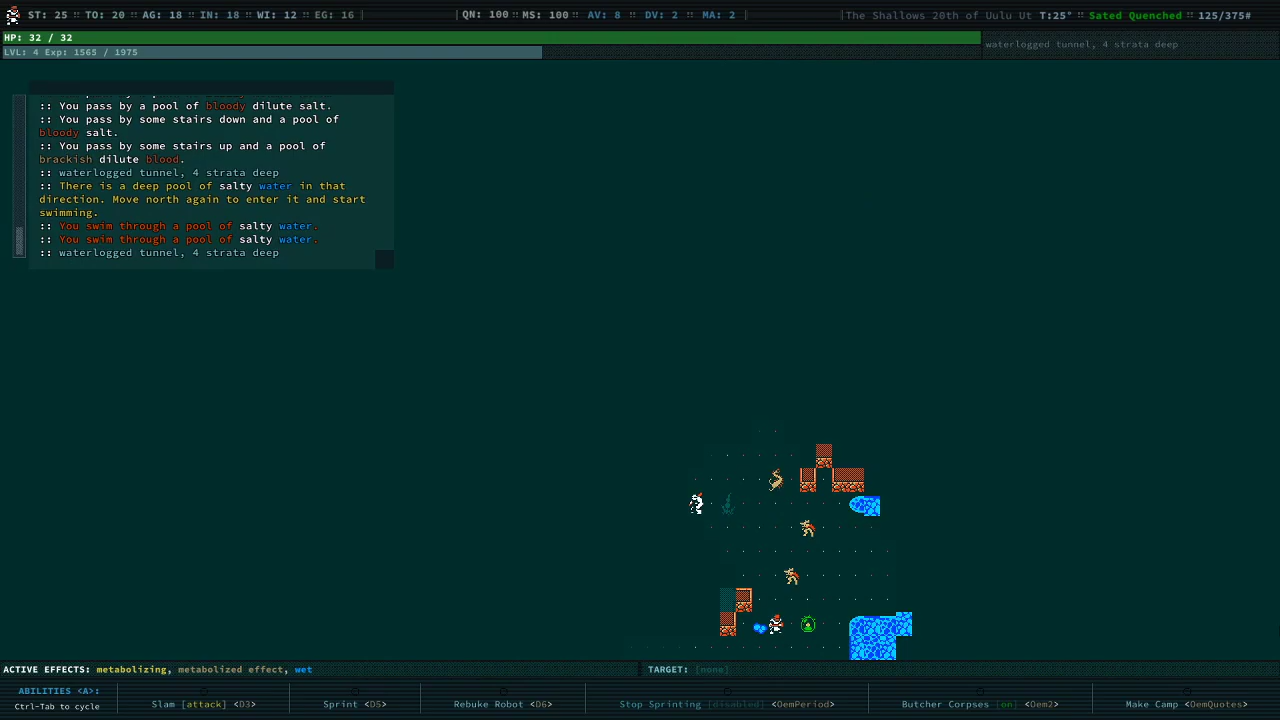 ST: 25 :: TO: 20 :: AG: 18 :: IN: 18 :: WI: 12 :: EG: 16 | | QN: 100 :: MS: 100 :: AV: 8 :: DV: 2 :: MA: 2 | |The Shallows 20th of Uulu Ut T:25° :: Sated Quenched :: 125/375#
HP: 32 / 32
LVL: 4 Exp: 1565 / 1975
waterlogged tunnel, 4 strata deep
:: You pass by a pool of bloody dilute salt.
:: You pass by some stairs down and a pool of
bloody salt.
:: You pass by some stairs up and a pool of
brackish dilute blood.
:: waterlogged tunnel, 4 strata deep
:: There is a deep pool of salty water in that
direction. Move north again to enter it and start
swimming.
:: You swim through a pool of salty water.
:: You swim through a pool of salty water.
:: waterlogged tunnel, 4 strata deep
ACTIVE EFFECTS: metabolizing, metabolized effect, wet
TARGET: [none]
ABILITIES <A>:
Ctrl-Tab to cycle
Slam [attack] <D3>
Sprint <D5>
Rebuke Robot <D6>
Stop Sprinting [disabled] <OemPeriod>
Butcher Corpses [on] <Oem2>
Make Camp <OemQuotes>